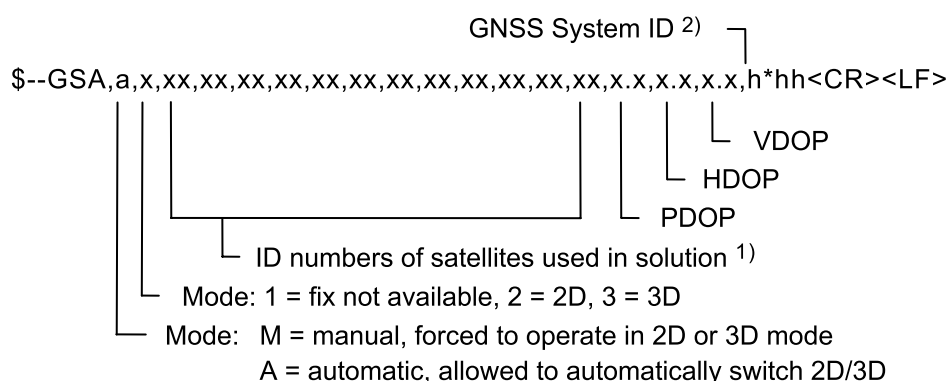 GNSS System ID 2)
$--GSA,a,x,xx,xx,xx,xx,xx,xx,xx,xx,xx,xx,xx,xx,x.x,x.x,x.x,h*hh<CR><LF>
VDOP
HDOP
PDOP
ID numbers of satellites used in solution 1)
Mode: 1 = fix not available, 2 = 2D, 3 = 3D
Mode: M = manual, forced to operate in 2D or 3D mode
A = automatic, allowed to automatically switch 2D/3D